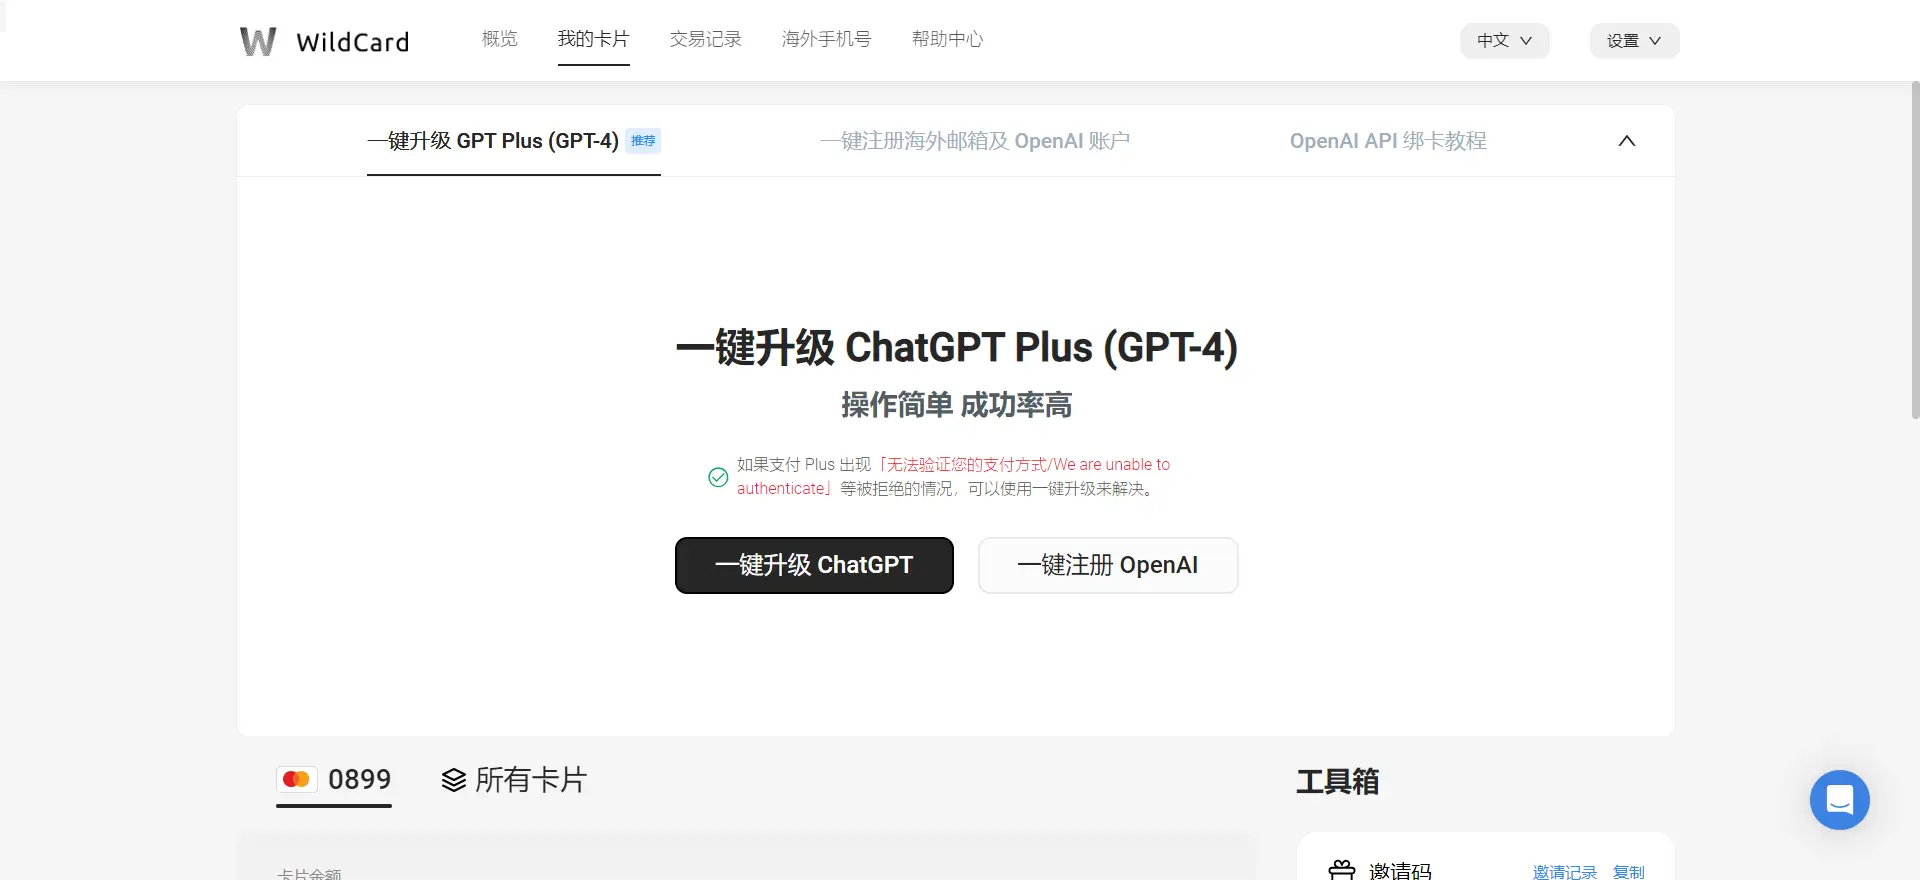 WildCard
概览
我的卡片
交易记录
海外手机号
帮助中心
中文
设置
一键升级 GPT Plus (GPT-4) 推荐
一键注册海外邮箱及 OpenAI 账户
OpenAI API 绑卡教程
一键升级 ChatGPT Plus (GPT-4)
操作简单 成功率高
如果支付 Plus 出现「无法验证您的支付方式/We are unable to
authenticate」等被拒绝的情况，可以使用一键升级来解决。
一键升级 ChatGPT
一键注册 OpenAI
0899
所有卡片
工具箱
卡片金额
邀请码
邀请记录
复制